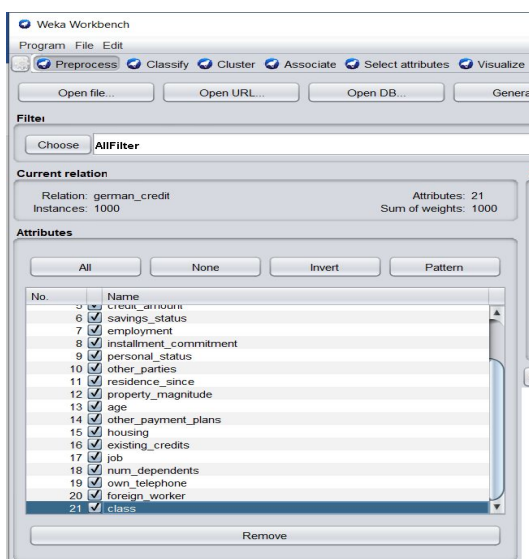 Weka Workbench
Program File Edit
Preprocess Classify Cluster Associate Select attributes Visualize
Open file... Open URL... Open DB... Genera
Filter
Choose AllFilter
Current relation
Relation: german_credit Attributes: 21
Instances: 1000 Sum of weights: 1000
Attributes
All None Invert Pattern
No. Name
5 credit_amount
6 savings_status
7 employment
8 installment_commitment
9 personal_status
10 other_parties
11 residence_since
12 property_magnitude
13 age
14 other_payment_plans
15 housing
16 existing_credits
17 job
18 num_dependents
19 own_telephone
20 foreign_worker
21 class
Remove